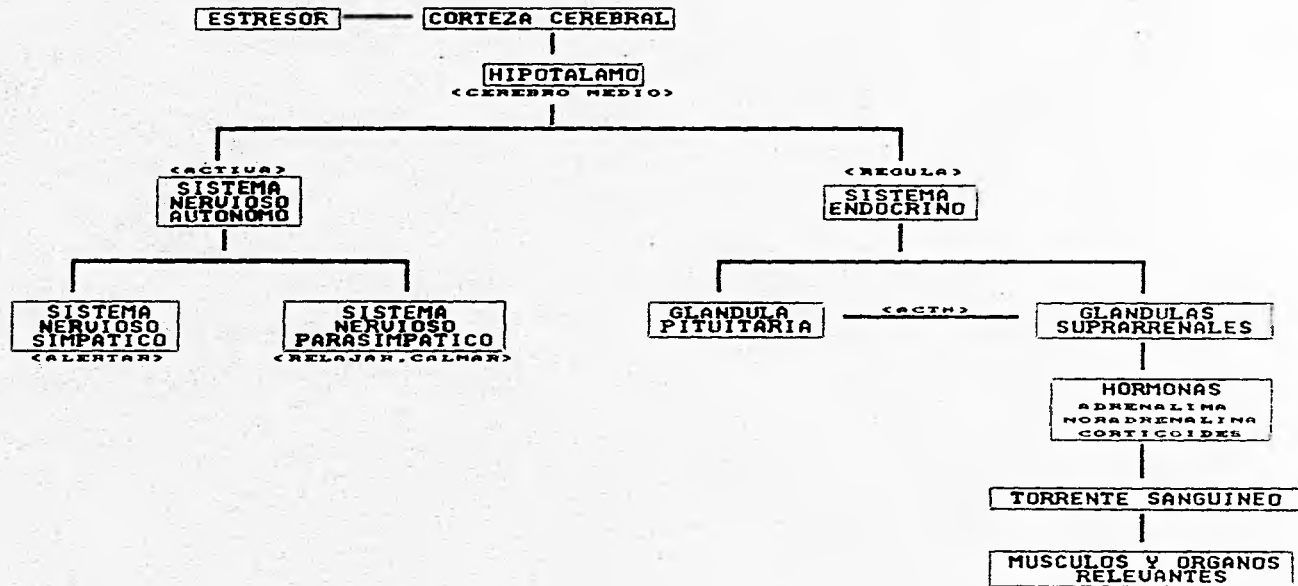 ESTRESOR CORTEZA CEREBRAL
HIPOTALAMO
<CEREBRO MEDIO>
<ACTIVA>
SISTEMA
NERVIOSO
AUTONOMO
<REGULA>
SISTEMA
ENDOCRINO
SISTEMA
NERVIOSO
SIMPATICO
<ALERTAR>
SISTEMA
NERVIOSO
PARASIMPATICO
<RELAJAR,CALMAR>
GLANDULA
PITUITARIA
<ACTH>
GLANDULAS
SUPRARRENALES
HORMONAS
ADRENALINA
NORADRENALINA
CORTICOIDES
TORRENTE SANGUINEO
MUSCULOS Y ORGANOS
RELEVANTES